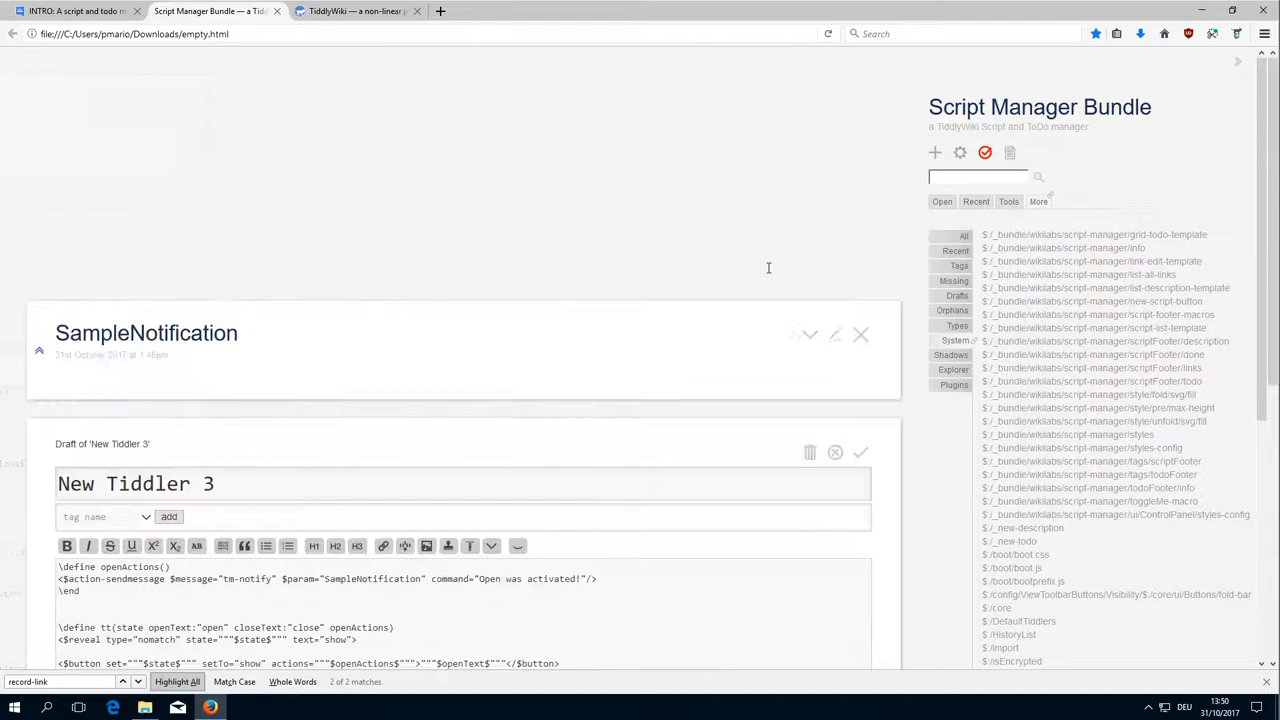 INTRO: A script and todo m
Script Manager Bundle — a Tid
TiddlyWiki — a non-linear p
file:///C:/Users/pmario/Downloads/empty.html
Search
Script Manager Bundle
a TiddlyWiki Script and ToDo manager
Open
Recent
Tools
More
All
Recent
Tags
Missing
Drafts
Orphans
Types
System
Shadows
Explorer
Plugins
$:/_bundle/wikilabs/script-manager/grid-todo-template
$:/_bundle/wikilabs/script-manager/info
$:/_bundle/wikilabs/script-manager/link-edit-template
$:/_bundle/wikilabs/script-manager/list-all-links
$:/_bundle/wikilabs/script-manager/list-description-template
$:/_bundle/wikilabs/script-manager/new-script-button
$:/_bundle/wikilabs/script-manager/script-footer-macros
$:/_bundle/wikilabs/script-manager/script-list-template
$:/_bundle/wikilabs/script-manager/scriptFooter/description
$:/_bundle/wikilabs/script-manager/scriptFooter/done
$:/_bundle/wikilabs/script-manager/scriptFooter/links
$:/_bundle/wikilabs/script-manager/scriptFooter/todo
$:/_bundle/wikilabs/script-manager/style/fold/svg/fill
$:/_bundle/wikilabs/script-manager/style/pre/max-height
$:/_bundle/wikilabs/script-manager/style/unfold/svg/fill
$:/_bundle/wikilabs/script-manager/styles
$:/_bundle/wikilabs/script-manager/styles-config
$:/_bundle/wikilabs/script-manager/tags/scriptFooter
$:/_bundle/wikilabs/script-manager/tags/todoFooter
$:/_bundle/wikilabs/script-manager/todoFooter/info
$:/_bundle/wikilabs/script-manager/toggleMe-macro
$:/_bundle/wikilabs/script-manager/ui/ControlPanel/styles-config
$:/_new-description
$:/_new-todo
$:/boot/boot.css
$:/boot/boot.js
$:/boot/bootprefix.js
$:/config/ViewToolbarButtons/Visibility/$:/core/ui/Buttons/fold-bar
$:/core
$:/DefaultTiddlers
$:/HistoryList
$:/Import
$:/isEncrypted
SampleNotification
31st October 2017 at 1:46pm
Draft of 'New Tiddler 3'
New Tiddler 3
tag name
add
B I S U X² X₂ AB H1 H2 H3
\define openActions()
<$action-sendmessage $message="tm-notify" $param="SampleNotification" command="Open was activated!"/>
\end
\define tt(state openText:"open" closeText:"close" openActions)
<$reveal type="nomatch" state="""$state$""" text="show">
<$button set="""$state$""" setTo="show" actions="""$openActions$""">"""$openText$"""</$button>
record-link
Highlight All
Match Case
Whole Words
2 of 2 matches
DEU
13:50
31/10/2017